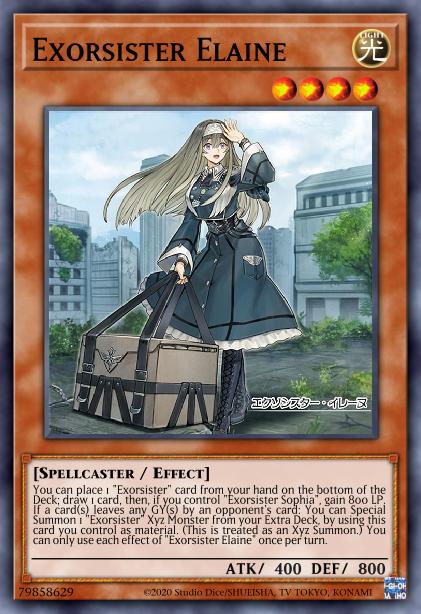 EXORSISTER ELAINE
LIGHT
光
エクソシスター・イレーヌ
[SPELLCASTER / EFFECT]
You can place 1 "Exorsister" card from your hand on the bottom of the
Deck; draw 1 card, then, if you control "Exorsister Sophia", gain 800 LP.
If a card(s) leaves any GY(s) by an opponent's card: You can Special
Summon 1 "Exorsister" Xyz Monster from your Extra Deck, by using this
card you control as material. (This is treated as an Xyz Summon.) You
can only use each effect of "Exorsister Elaine" once per turn.
ATK/ 400 DEF/ 800
79858629 ©2020 Studio Dice/SHUEISHA, TV TOKYO, KONAMI